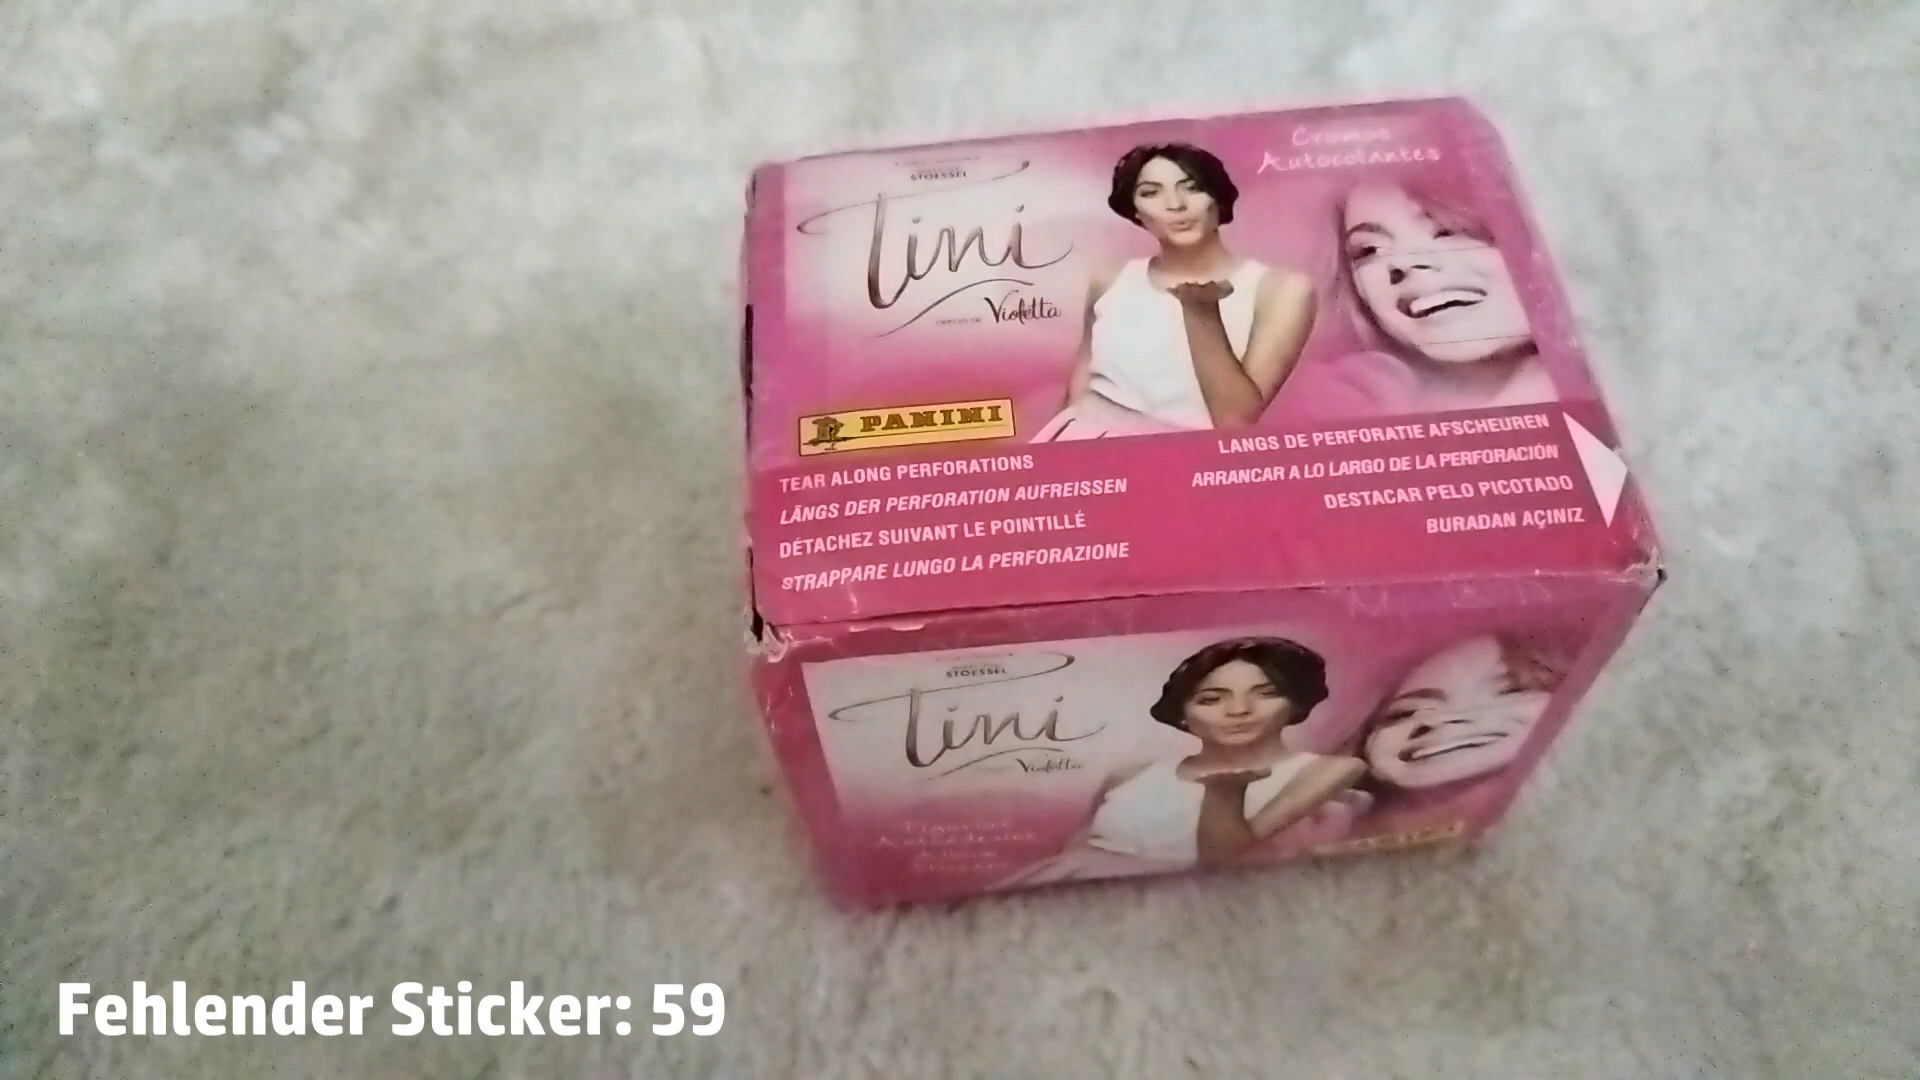 STOESSEL
Tini
Violetta
Cromos
Autocolantes
PANINI
TEAR ALONG PERFORATIONS
LÄNGS DER PERFORATION AUFREISSEN
DÉTACHEZ SUIVANT LE POINTILLÉ
STRAPPARE LUNGO LA PERFORAZIONE
LANGS DE PERFORATIE AFSCHEUREN
ARRANCAR A LO LARGO DE LA PERFORACIÓN
DESTACAR PELO PICOTADO
BURADAN AÇINIZ
STOESSEL
Tini
Violetta
Fehlender Sticker: 59